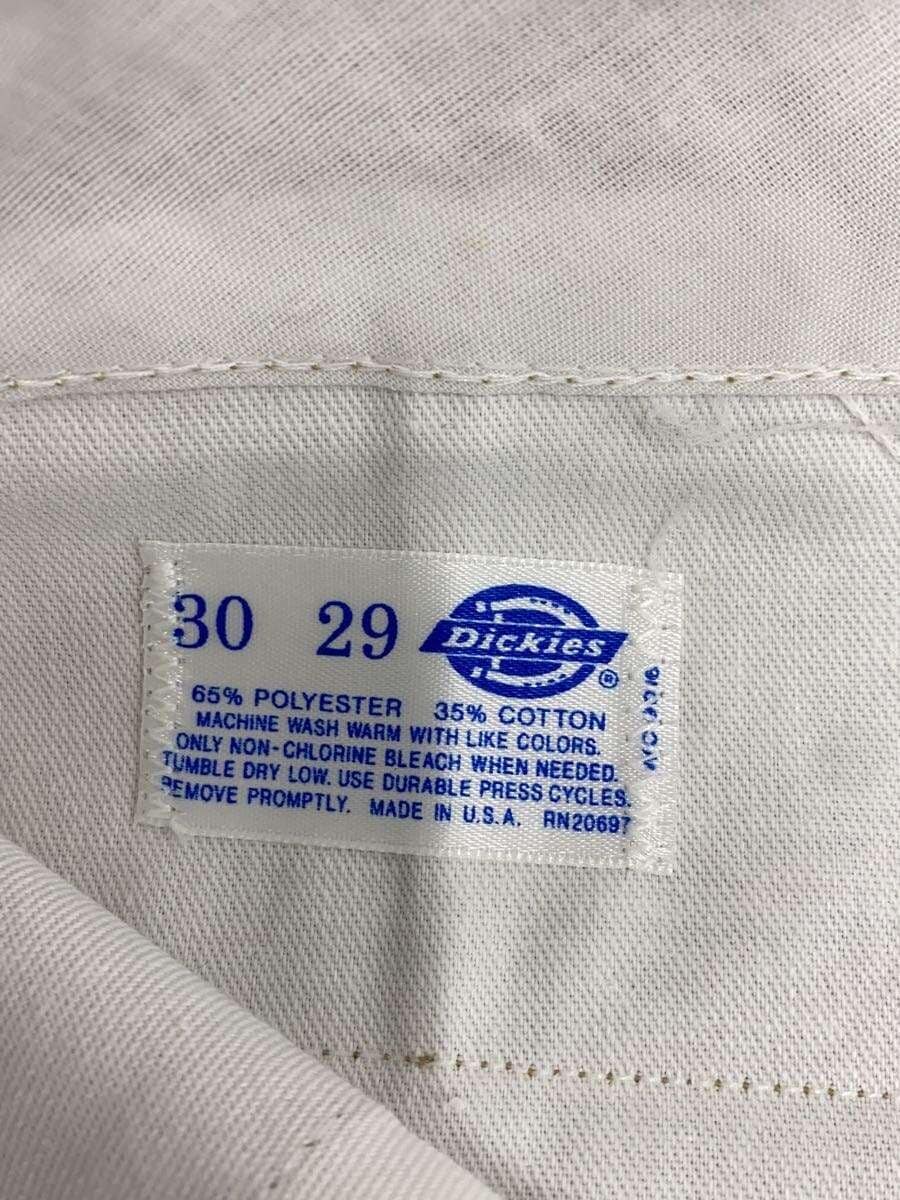 30 29 Dickies ®
65% POLYESTER 35% COTTON
MACHINE WASH WARM WITH LIKE COLORS.
ONLY NON-CHLORINE BLEACH WHEN NEEDED.
TUMBLE DRY LOW. USE DURABLE PRESS CYCLES.
REMOVE PROMPTLY. MADE IN U.S.A. RN20697